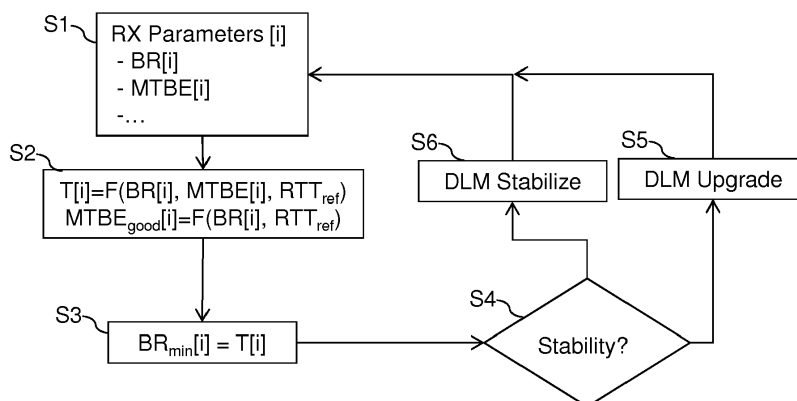 S1
RX Parameters [i]
- BR[i]
- MTBE[i]
-...
S2
T[i]=F(BR[i], MTBE[i], RTTref)
MTBEgood[i]=F(BR[i], RTTref)
S3
BRmin[i] = T[i]
S4
Stability?
S6
DLM Stabilize
S5
DLM Upgrade